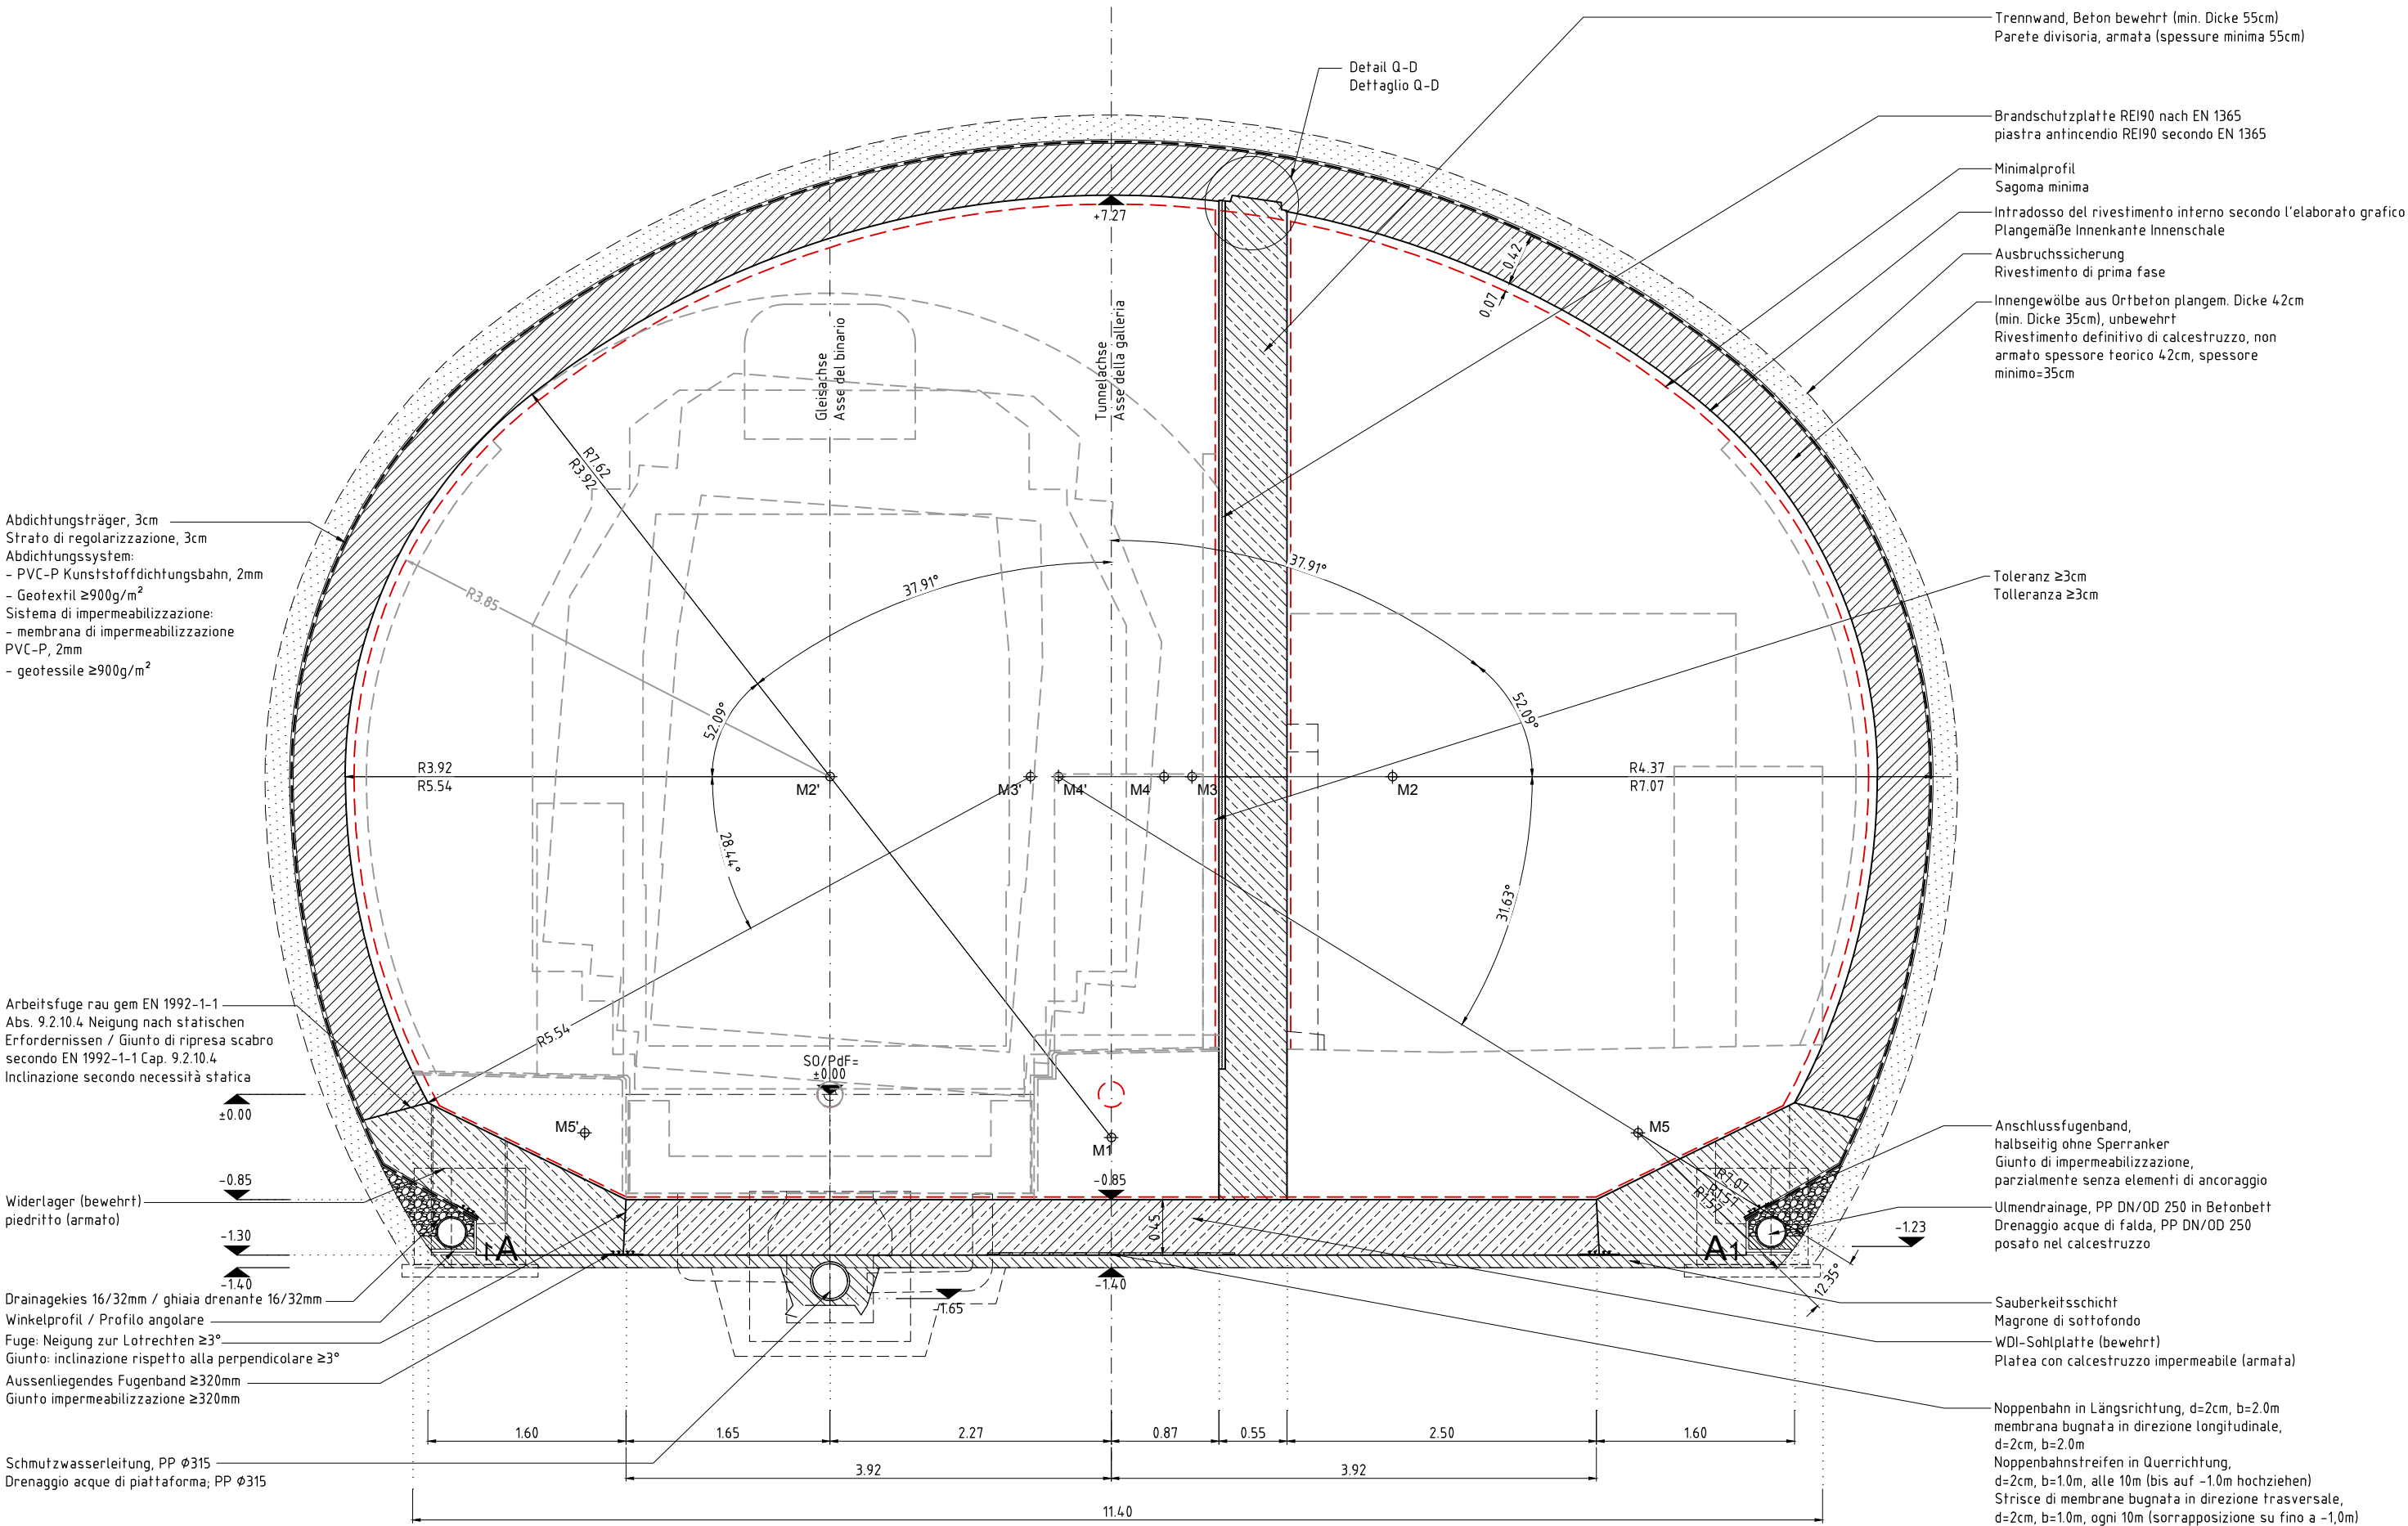 Trennwand, Beton bewehrt (min. Dicke 55cm)
Parete divisoria, armata (spessure minima 55cm)
Detail Q-D
Dettaglio Q-D
Brandschutzplatte REI90 nach EN 1365
piastra antincendio REI90 secondo EN 1365
Minimalprofil
Sagoma minima
Intradosso del rivestimento interno secondo l'elaborato grafico
Plangemäße Innenkante Innenschale
Ausbruchssicherung
Rivestimento di prima fase
Innengewölbe aus Ortbeton plangem. Dicke 42cm
(min. Dicke 35cm), unbewehrt
Rivestimento definitivo di calcestruzzo, non
armato spessore teorico 42cm, spessore
minimo=35cm
+7.27
0.42
0.07
Gleisachse
Asse del binario
Tunnelachse
Asse della galleria
R7.62
R3.92
Abdichtungsträger, 3cm
Strato di regolarizzazione, 3cm
Abdichtungssystem:
- PVC-P Kunststoffdichtungsbahn, 2mm
- Geotextil ≥900g/m²
Sistema di impermeabilizzazione:
- membrana di impermeabilizzazione
PVC-P, 2mm
- geotessile ≥900g/m²
R3.85
37.91°
37.91°
52.09°
52.09°
Toleranz ≥3cm
Tolleranza ≥3cm
R3.92
R5.54
M2'
M3'
M4'
M4
M3
M2
R4.37
R7.07
28.44°
31.63°
Arbeitsfuge rau gem EN 1992-1-1
Abs. 9.2.10.4 Neigung nach statischen
Erfordernissen / Giunto di ripresa scabro
secondo EN 1992-1-1 Cap. 9.2.10.4
Inclinazione secondo necessità statica
R5.54
SO/PdF=
±0.00
±0.00
M5'
M1
M5
Anschlussfugenband,
halbseitig ohne Sperranker
Giunto di impermeabilizzazione,
parzialmente senza elementi di ancoraggio
R7.07
-0.85
-0.85
Widerlager (bewehrt)
piedritto (armato)
Ulmendrainage, PP DN/OD 250 in Betonbett
Drenaggio acque di falda, PP DN/OD 250
posato nel calcestruzzo
-1.30
-1.40
0.45
A1
A1
-1.23
12.35°
-1.40
-1.65
Drainagekies 16/32mm / ghiaia drenante 16/32mm
Winkelprofil / Profilo angolare
Fuge: Neigung zur Lotrechten ≥3°
Giunto: inclinazione rispetto alla perpendicolare ≥3°
Aussenliegendes Fugenband ≥320mm
Giunto impermeabilizzazione ≥320mm
Sauberkeitsschicht
Magrone di sottofondo
WDI-Sohlplatte (bewehrt)
Platea con calcestruzzo impermeabile (armata)
Noppenbahn in Längsrichtung, d=2cm, b=2.0m
membrana bugnata in direzione longitudinale,
d=2cm, b=2.0m
Noppenbahnstreifen in Querrichtung,
d=2cm, b=1.0m, alle 10m (bis auf -1.0m hochziehen)
Strisce di membrane bugnata in direzione trasversale,
d=2cm, b=1.0m, ogni 10m (sorrapposizione su fino a -1,0m)
Schmutzwasserleitung, PP Ø315
Drenaggio acque di piattaforma; PP Ø315
1.60
1.65
2.27
0.87
0.55
2.50
1.60
3.92
3.92
11.40